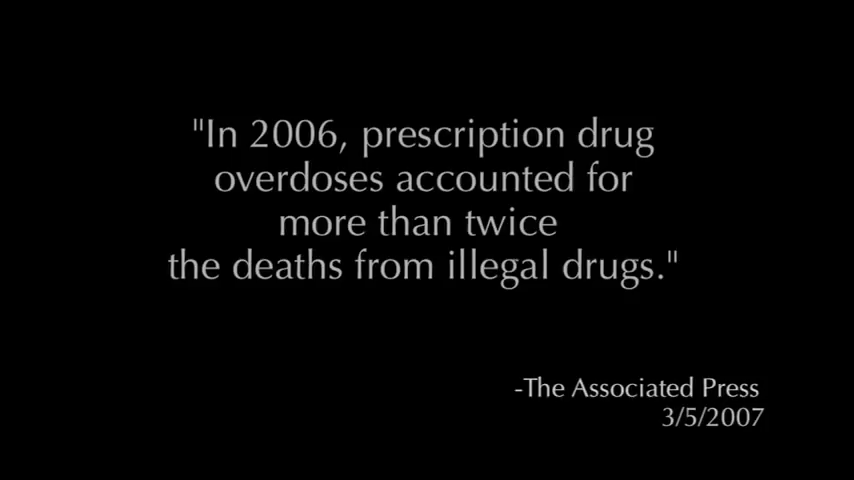 "In 2006, prescription drug
overdoses accounted for
more than twice
the deaths from illegal drugs."
-The Associated Press
3/5/2007